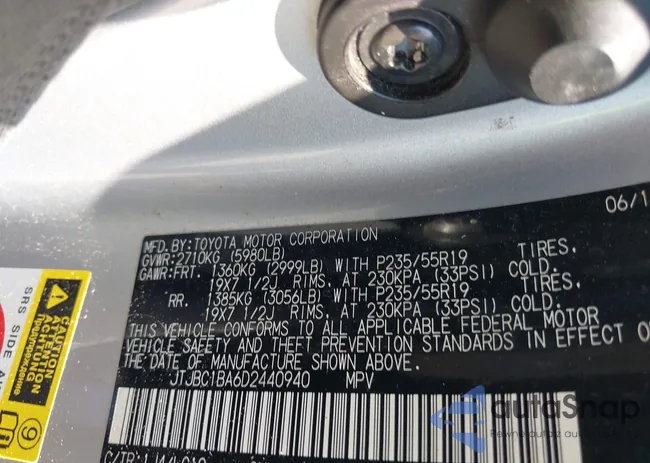 06/1
MFD.BY:TOYOTA MOTOR CORPORATION
GVWR:2710KG (5980LB)
GAWR:FRT. 1360KG (2999LB) WITH P235/55R19 TIRES.
19X7 1/2J RIMS, AT 230KPA (33PSI) COLD.
RR. 1385KG (3056LB) WITH P235/55R19 TIRES.
19X7 1/2J RIMS, AT 230KPA (33PSI) COLD.
THIS VEHICLE CONFORMS TO ALL APPLICABLE FEDERAL MOTOR
VEHICLE SAFETY AND THEFT PREVENTION STANDARDS IN EFFECT O
THE DATE OF MANUFACTURE SHOWN ABOVE.
JTJBC1BA6D2440940 MPV
SRS SIDE AI
CAUTION
ACHTUNG
ATTENTION
autoSnap